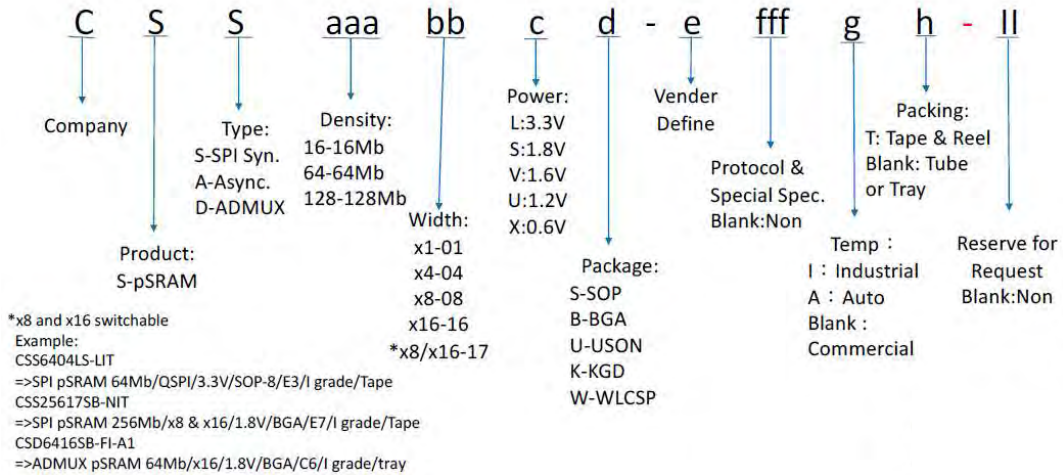 C S S aaa bb c d - e fff g h - II
Company
Product:
S-pSRAM
Type:
S-SPI Syn.
A-Async.
D-ADMUX
Density:
16-16Mb
64-64Mb
128-128Mb
Width:
x1-01
x4-04
x8-08
x16-16
*x8/x16-17
Power:
L:3.3V
S:1.8V
V:1.6V
U:1.2V
X:0.6V
Package:
S-SOP
B-BGA
U-USON
K-KGD
W-WLCSP
Vender
Define
Protocol &
Special Spec.
Blank:Non
Temp：
I：Industrial
A：Auto
Blank :
Commercial
Packing:
T: Tape & Reel
Blank: Tube
or Tray
Reserve for
Request
Blank:Non
*x8 and x16 switchable
Example:
CSS6404LS-LIT
=>SPI pSRAM 64Mb/QSPI/3.3V/SOP-8/E3/I grade/Tape
CSS25617SB-NIT
=>SPI pSRAM 256Mb/x8 & x16/1.8V/BGA/E7/I grade/Tape
CSD6416SB-FI-A1
=>ADMUX pSRAM 64Mb/x16/1.8V/BGA/C6/I grade/tray